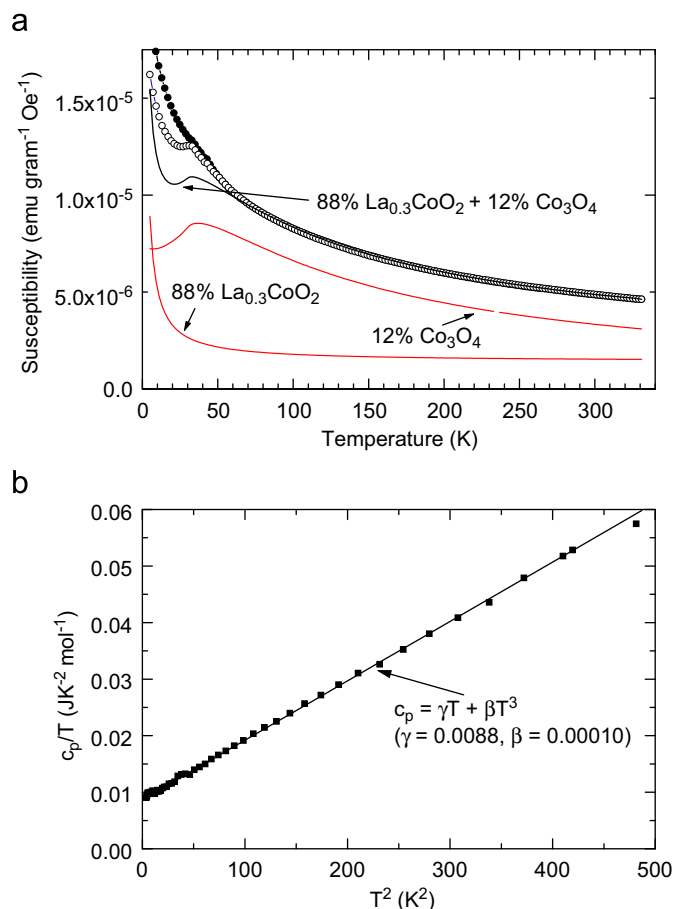 a
Susceptibility (emu gram⁻¹ Oe⁻¹)
1.5x10⁻⁵
1.0x10⁻⁵
5.0x10⁻⁶
0.0
88% La₀.₃CoO₂ + 12% Co₃O₄
88% La₀.₃CoO₂
12% Co₃O₄
0 50 100 150 200 250 300
Temperature (K)
b
cₚ/T (JK⁻² mol⁻¹)
0.06
0.05
0.04
0.03
0.02
0.01
0.00
cₚ = γT + βT³
(γ = 0.0088, β = 0.00010)
0 100 200 300 400 500
T² (K²)